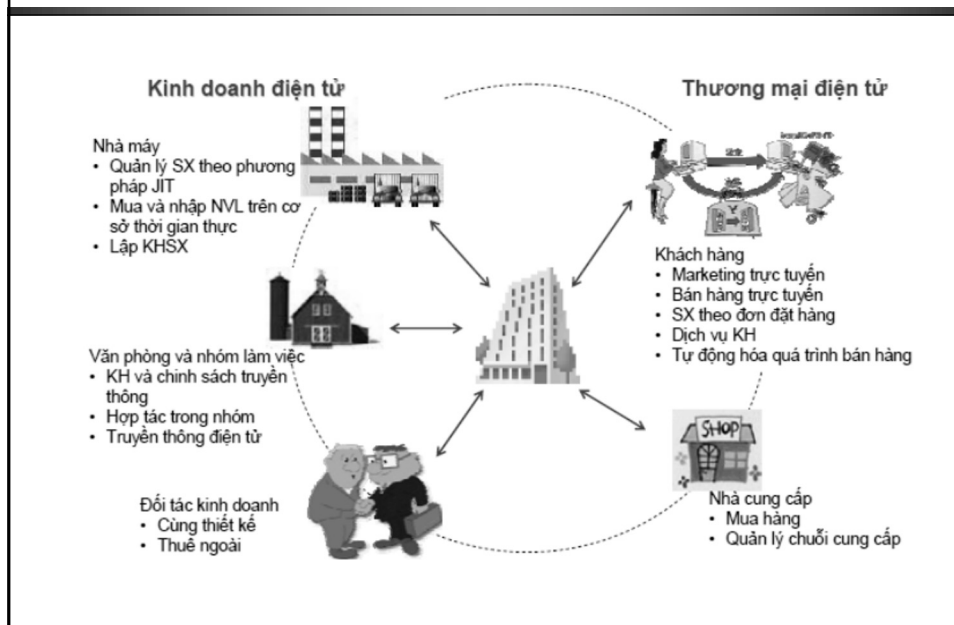 Kinh doanh điện tử
Nhà máy
• Quản lý SX theo phương
pháp JIT
• Mua và nhập NVL trên cơ
sở thời gian thực
• Lập KHSX
Văn phòng và nhóm làm việc
• KH và chinh sách truyền
thông
• Hợp tác trong nhóm
• Truyền thông điện tử
Đối tác kinh doanh
• Cùng thiết kế
• Thuê ngoài
Thương mại điện tử
Khách hàng
• Marketing trực tuyến
• Bán hàng trực tuyến
• SX theo đơn đặt hàng
• Dịch vụ KH
• Tự động hóa quá trình bán hàng
SHOP
Nhà cung cấp
• Mua hàng
• Quản lý chuỗi cung cấp